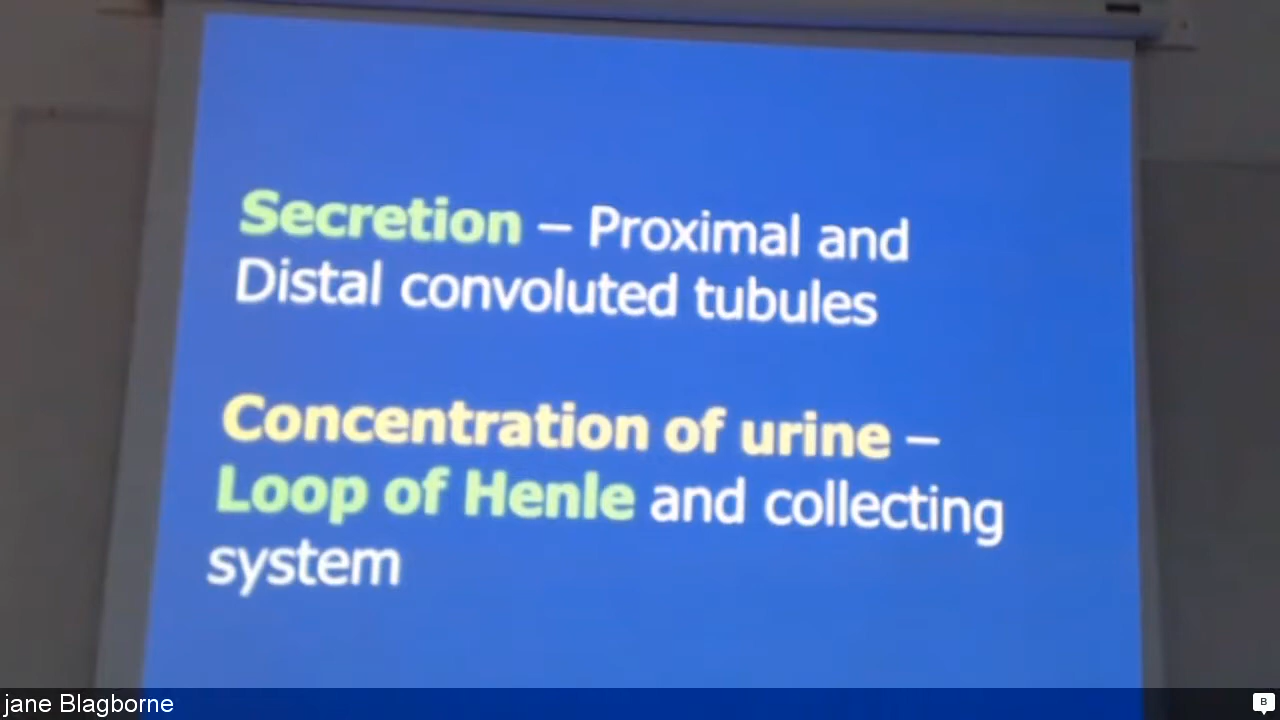 Secretion – Proximal and
Distal convoluted tubules
Concentration of urine –
Loop of Henle and collecting
system
jane Blagborne
B